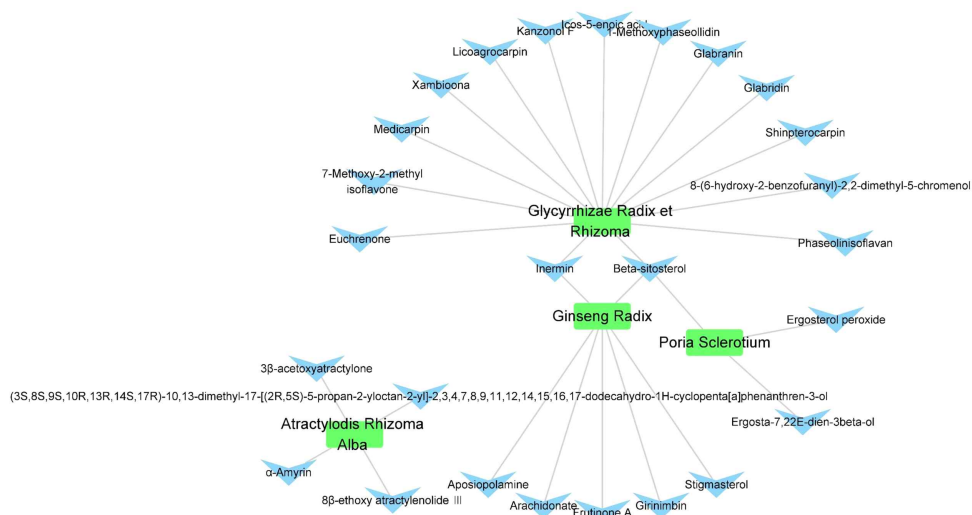 Icos-5-enoic acid
Kanzonol F
1-Methoxyphaseollidin
Licoagrocarpin
Glabranin
Xambioona
Glabridin
Medicarpin
Shinpterocarpin
7-Methoxy-2-methyl
isoflavone
8-(6-hydroxy-2-benzofuranyl)-2,2-dimethyl-5-chromenol
Glycyrrhizae Radix et
Rhizoma
Euchrenone
Phaseolinisoflavan
Inermin
Beta-sitosterol
Ginseng Radix
Ergosterol peroxide
Poria Sclerotium
3β-acetoxyatractylone
(3S,8S,9S,10R,13R,14S,17R)-10,13-dimethyl-17-[(2R,5S)-5-propan-2-yloctan-2-yl]-2,3,4,7,8,9,11,12,14,15,16,17-dodecahydro-1H-cyclopenta[a]phenanthren-3-ol
Atractylodis Rhizoma
Alba
Ergosta-7,22E-dien-3beta-ol
α-Amyrin
Aposiopolamine
Stigmasterol
8β-ethoxy atractylenolide Ⅲ
Arachidonate
Girinimbin
Frutinone A